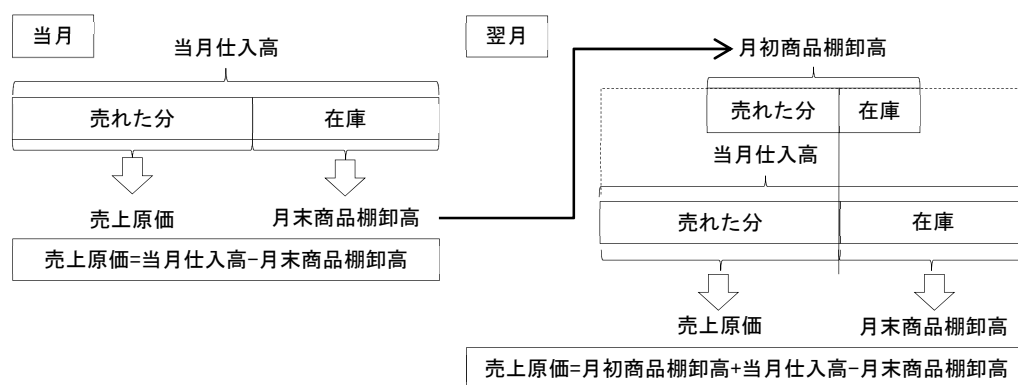 当月
当月仕入高
売れた分
在庫
売上原価
月末商品棚卸高
売上原価=当月仕入高−月末商品棚卸高
翌月
月初商品棚卸高
売れた分
在庫
当月仕入高
売れた分
在庫
売上原価
月末商品棚卸高
売上原価=月初商品棚卸高+当月仕入高−月末商品棚卸高